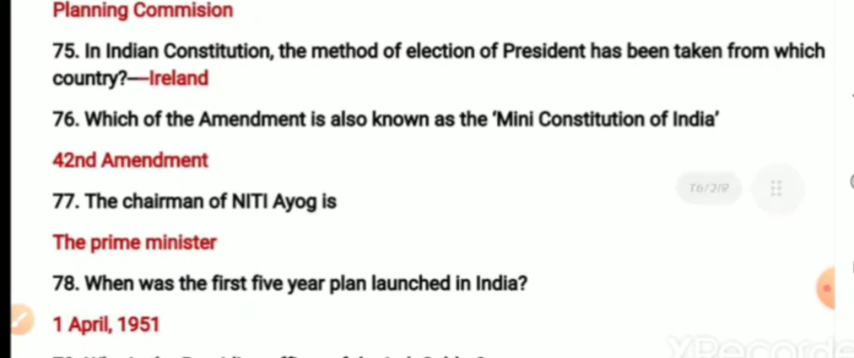 Planning Commision
75. In Indian Constitution, the method of election of President has been taken from which
country?—Ireland
76. Which of the Amendment is also known as the ‘Mini Constitution of India’
42nd Amendment
77. The chairman of NITI Ayog is
The prime minister
78. When was the first five year plan launched in India?
1 April, 1951